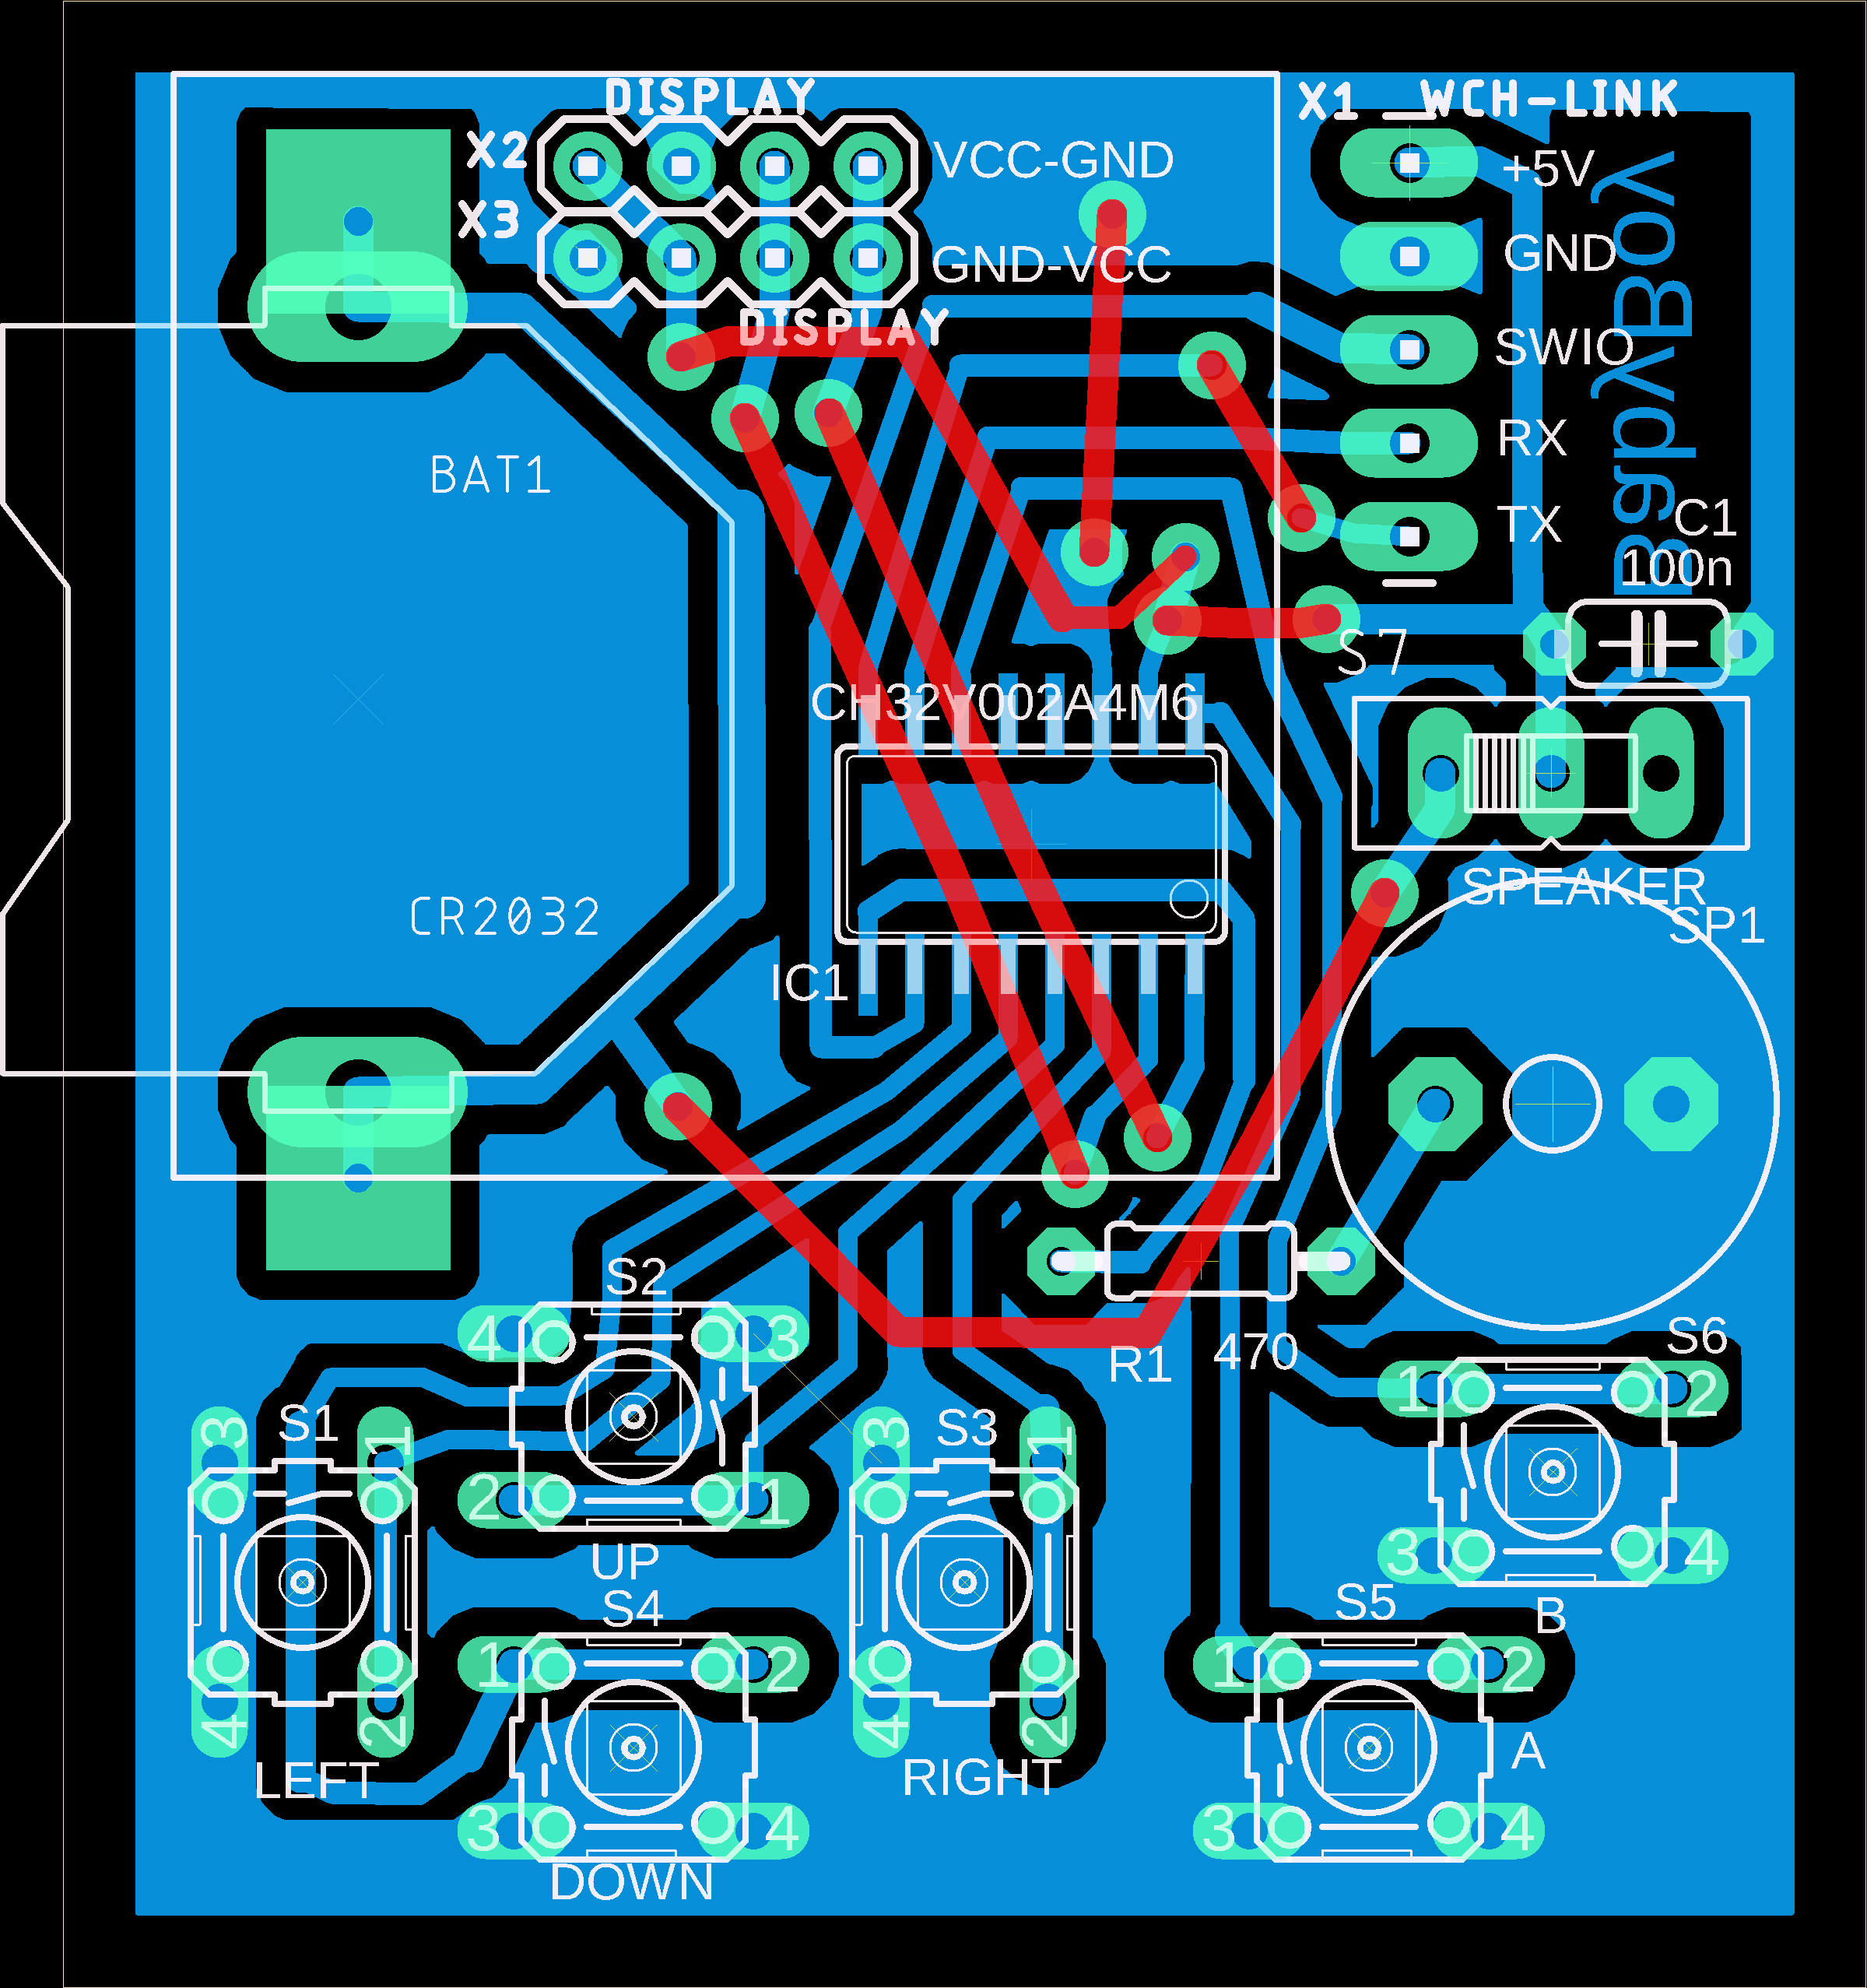 DISPLAY
X1 WCH-LINK
X2
VCC-GND
+5V
X3
GND-VCC
GND
DISPLAY
SWIO
RX
BAT1
TX
C1
100n
S7
CH32V002A4M6
SPEAKER
SP1
CR2032
IC1
S2
4
3
R1
470
S6
1
2
3
S1
1
3
S3
1
2
1
3
4
UP
S4
S5
B
1
2
1
2
4
2
4
2
A
LEFT
RIGHT
3
4
3
4
DOWN